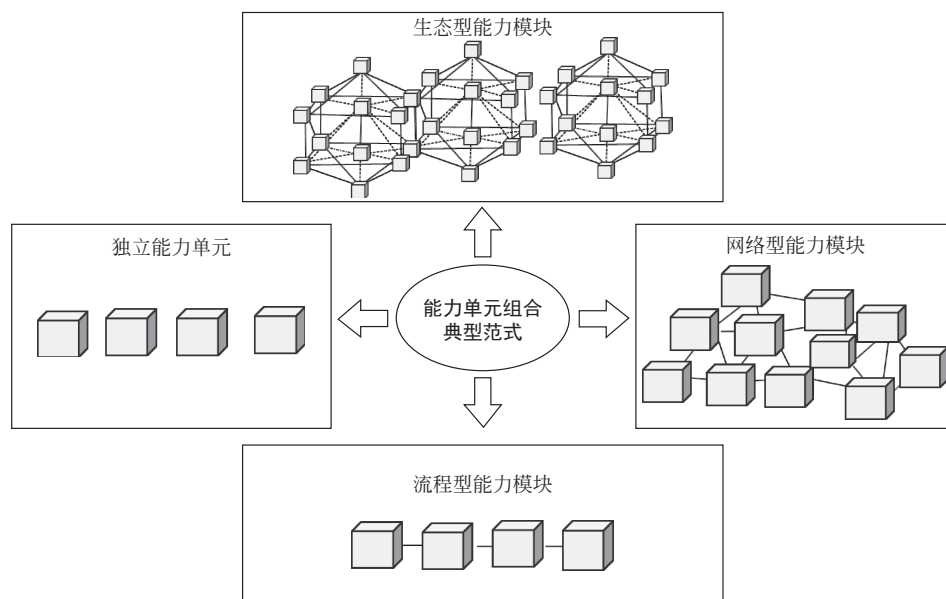 生态型能力模块
独立能力单元
网络型能力模块
能力单元组合
典型范式
流程型能力模块